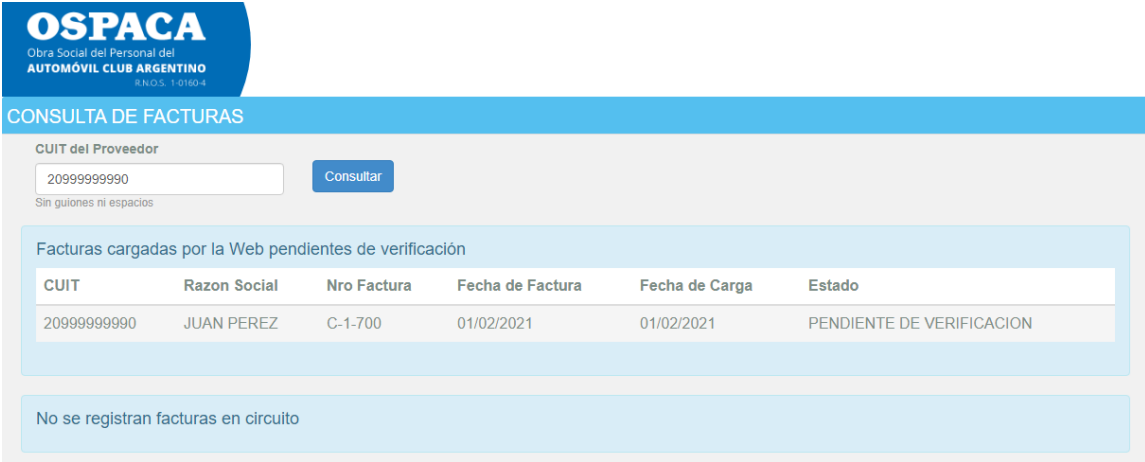 OSPACA
Obra Social del Personal del
AUTOMÓVIL CLUB ARGENTINO
R.N.O.S. 1-0160-4
CONSULTA DE FACTURAS
CUIT del Proveedor
20999999990
Consultar
Sin guiones ni espacios
Facturas cargadas por la Web pendientes de verificación
CUIT Razon Social Nro Factura Fecha de Factura Fecha de Carga Estado
20999999990 JUAN PEREZ C-1-700 01/02/2021 01/02/2021 PENDIENTE DE VERIFICACION
No se registran facturas en circuito